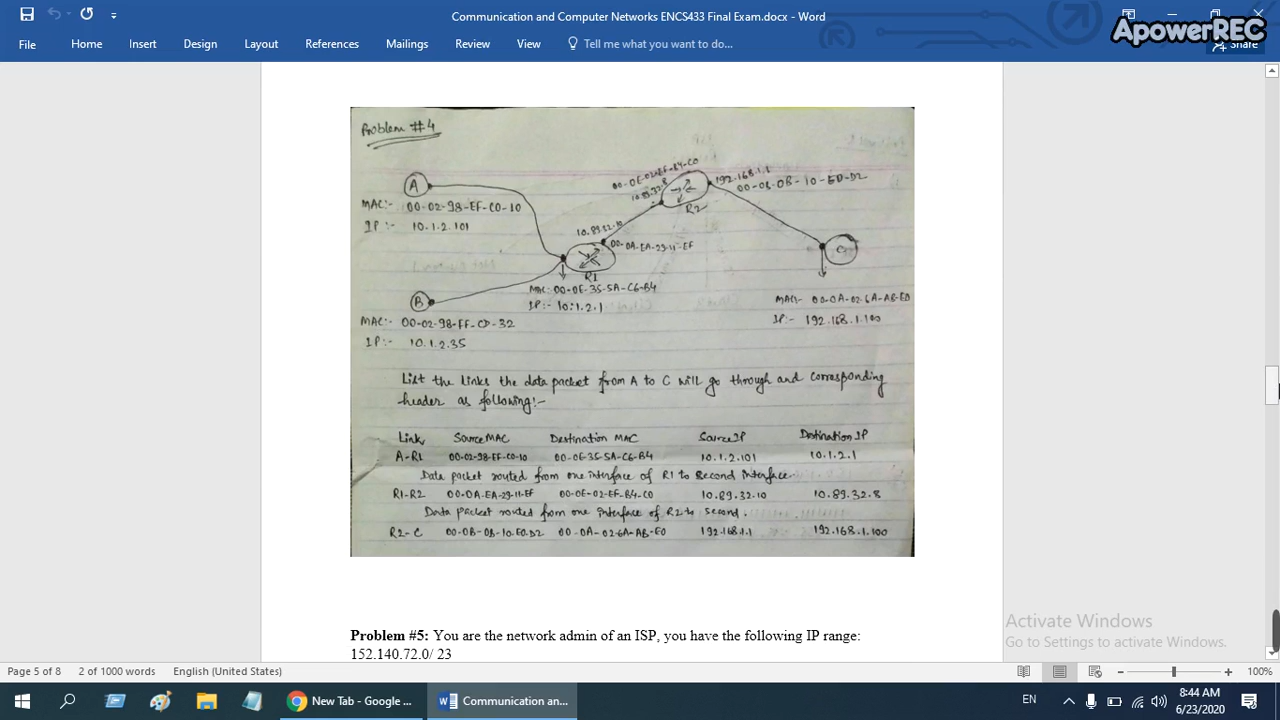 Communication and Computer Networks ENCS433 Final Exam.docx - Word
ApowerREC
File Home Insert Design Layout References Mailings Review View Tell me what you want to do... Share
Problem #4
A
MAC:- 00-02-98-EF-C0-10
IP:- 10.1.2.101
00-0E-02-EF-B4-C0
10.89.32.8
192.168.1.1
00-0B-0B-10-E0-D2
R2
10.89.32.10
00-0A-EA-29-11-EF
R1
MAC:- 00-0E-35-5A-C6-B4
IP:- 10.1.2.1
C
MAC:- 00-0A-02-6A-AB-E0
IP:- 192.168.1.100
B
MAC:- 00-02-98-FF-CD-32
IP:- 10.1.2.35
List the links the data packet from A to C will go through and corresponding
header as following:-
Link Source MAC Destination MAC Source IP Destination IP
A-R1 00-02-98-EF-C0-10 00-0E-35-5A-C6-B4 10.1.2.101 10.1.2.1
Data packet routed from one interface of R1 to second interface.
R1-R2 00-0A-EA-29-11-EF 00-0E-02-EF-B4-C0 10.89.32.10 10.89.32.8
Data packet routed from one interface of R2 to second.
R2-C 00-0B-0B-10-E0-D2 00-0A-02-6A-AB-E0 192.168.1.1 192.168.1.100
Problem #5: You are the network admin of an ISP, you have the following IP range:
152.140.72.0/ 23
Activate Windows
Go to Settings to activate Windows.
Page 5 of 8 2 of 1000 words English (United States) 100%
New Tab - Google ... Communication an... EN 8:44 AM
6/23/2020